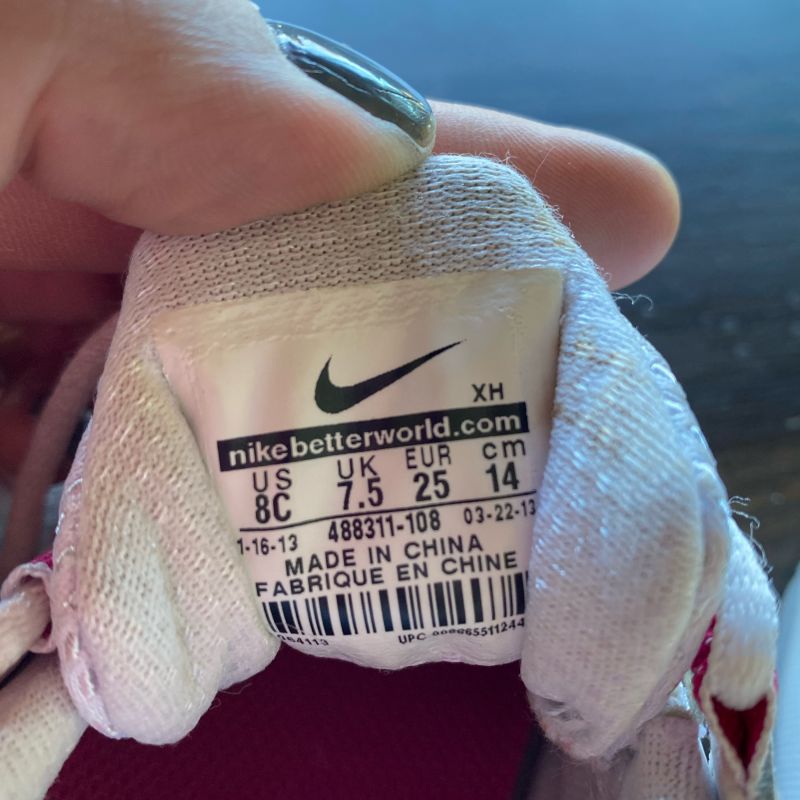 XH
nikebetterworld.com
US UK EUR cm
8C 7.5 25 14
1-16-13 488311-108 03-22-13
MADE IN CHINA
FABRIQUE EN CHINE
UPC